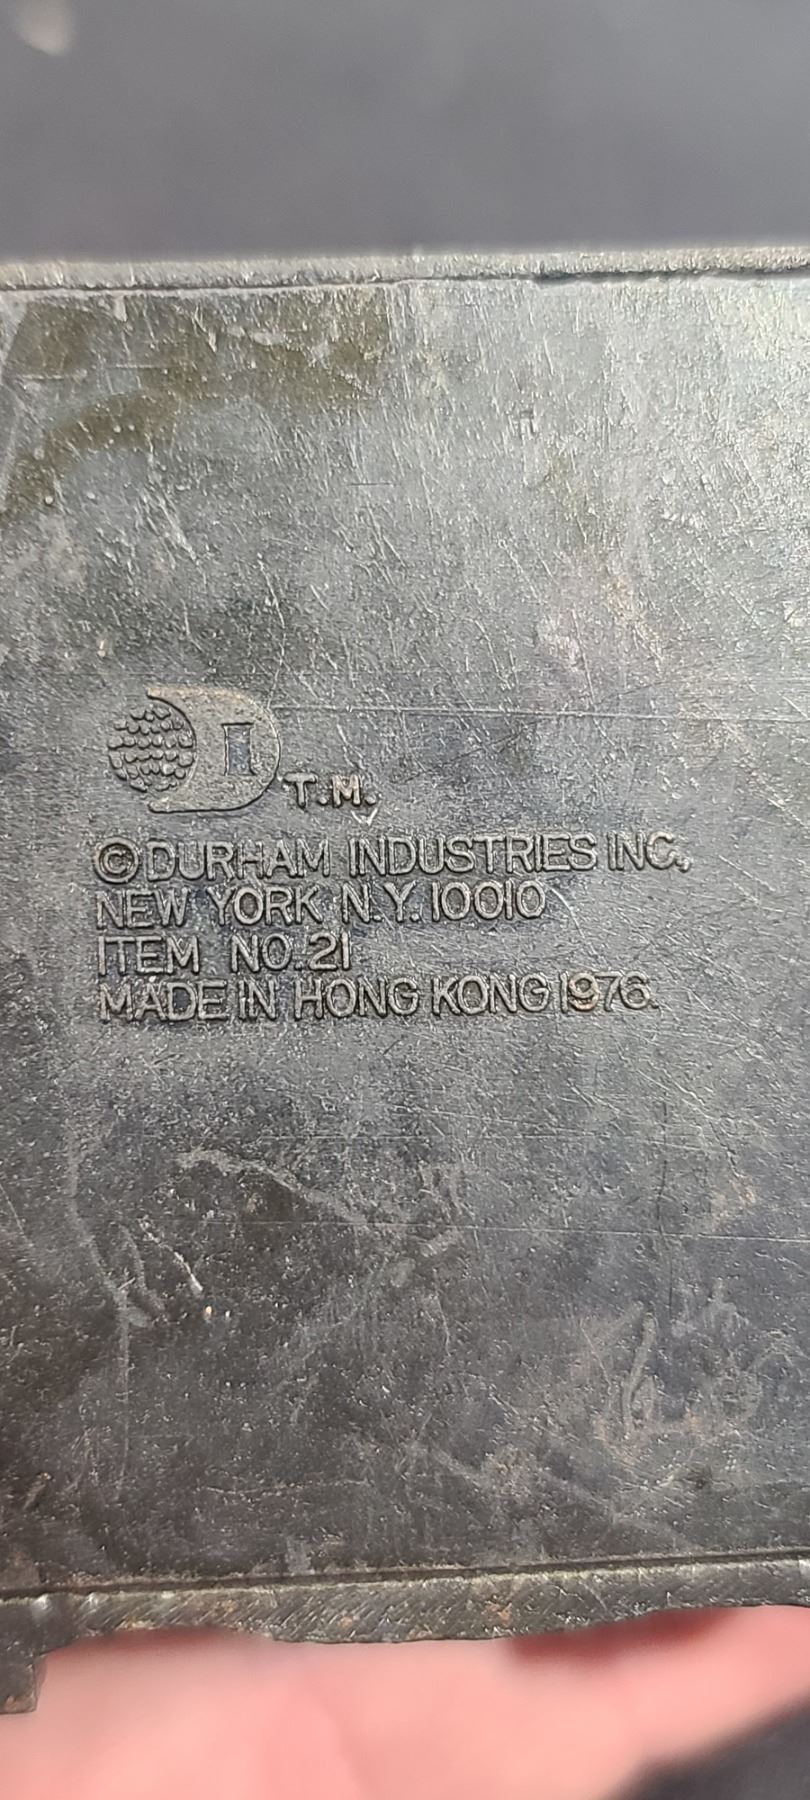 T.M.
© DURHAM INDUSTRIES INC,
NEW YORK N.Y. 10010
ITEM NO. 21
MADE IN HONG KONG 1976.